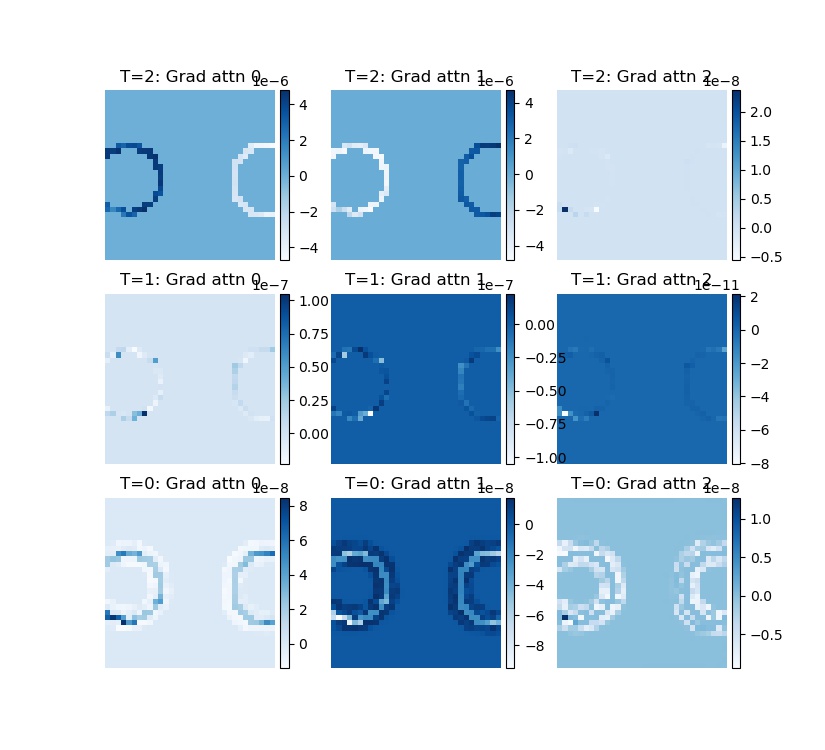 T=2: Grad attn 0
1e−6
4
2
0
−2
−4
T=2: Grad attn 1
1e−6
4
2
0
−2
−4
T=2: Grad attn 2
1e−8
2.0
1.5
1.0
0.5
0.0
−0.5
T=1: Grad attn 0
1e−7
1.00
0.75
0.50
0.25
0.00
T=1: Grad attn 1
1e−7
0.00
−0.25
−0.50
−0.75
−1.00
T=1: Grad attn 2
1e−11
2
0
−2
−4
−6
−8
T=0: Grad attn 0
1e−8
8
6
4
2
0
T=0: Grad attn 1
1e−8
0
−2
−4
−6
−8
T=0: Grad attn 2
1e−8
1.0
0.5
0.0
−0.5